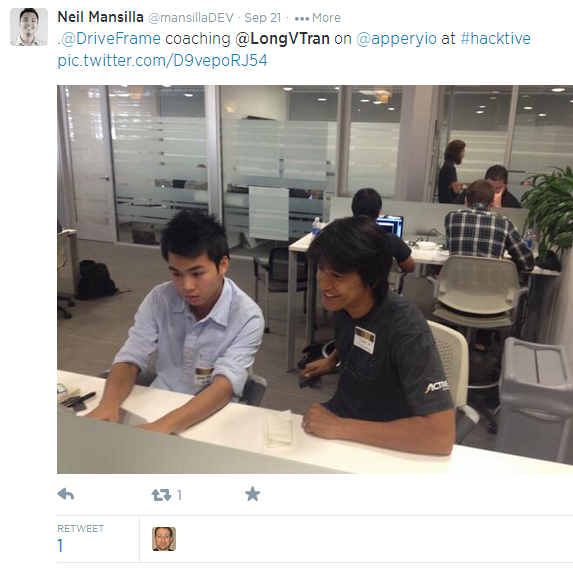 Neil Mansilla @mansillaDEV · Sep 21 · ••• More
.@DriveFrame coaching @LongVTran on @apperyio at #hacktive
pic.twitter.com/D9vepoRJ54
ACTIVE
1
RETWEET
1